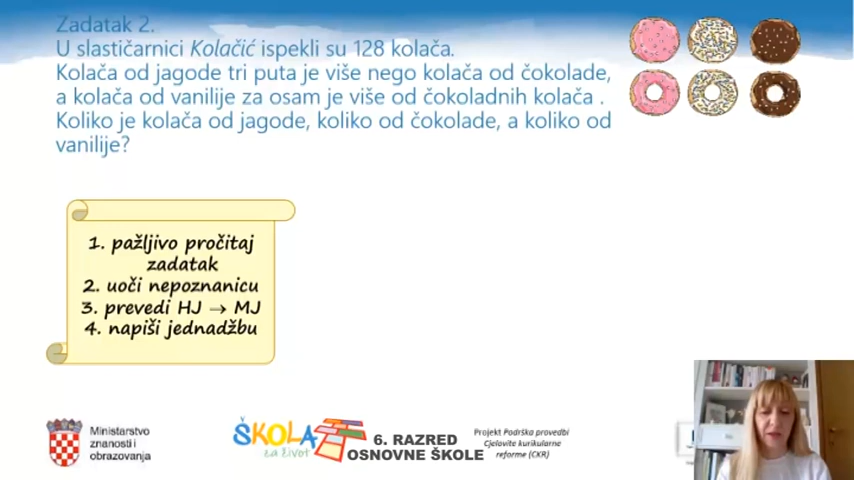 Zadatak 2.
U slastičarnici Kolačić ispekli su 128 kolača.
Kolača od jagode tri puta je više nego kolača od čokolade,
a kolača od vanilije za osam je više od čokoladnih kolača .
Koliko je kolača od jagode, koliko od čokolade, a koliko od
vanilije?
1. pažljivo pročitaj
zadatak
2. uoči nepoznanicu
3. prevedi HJ → MJ
4. napiši jednadžbu
Ministarstvo
znanosti i
obrazovanja
ŠKOLA
za život
6. RAZRED
OSNOVNE ŠKOLE
Projekt Podrška provedbi
Cjelovite kurikularne
reforme (CKR)